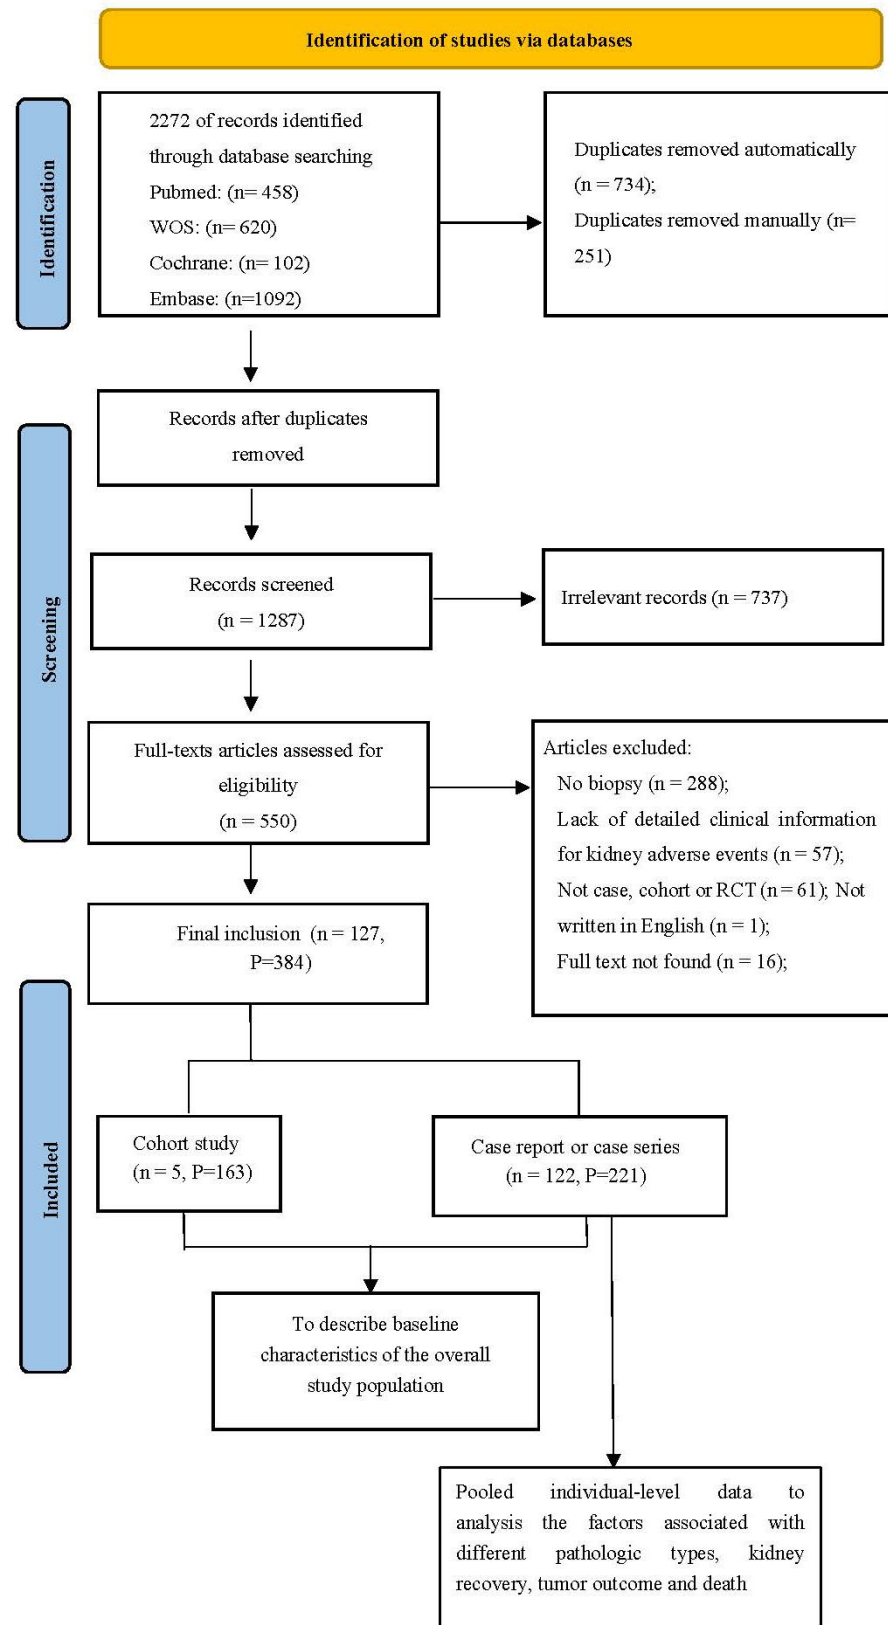 Identification of studies via databases
Identification
2272 of records identified
through database searching
Pubmed: (n= 458)
WOS: (n= 620)
Cochrane: (n= 102)
Embase: (n=1092)
Duplicates removed automatically
(n = 734);
Duplicates removed manually (n=
251)
Screening
Records after duplicates
removed
Records screened
(n = 1287)
Irrelevant records (n = 737)
Full-texts articles assessed for
eligibility
(n = 550)
Articles excluded:
No biopsy (n = 288);
Lack of detailed clinical information
for kidney adverse events (n = 57);
Not case, cohort or RCT (n = 61); Not
written in English (n = 1);
Full text not found (n = 16);
Final inclusion (n = 127,
P=384)
Included
Cohort study
(n = 5, P=163)
Case report or case series
(n = 122, P=221)
To describe baseline
characteristics of the overall
study population
Pooled individual-level data to
analysis the factors associated with
different pathologic types, kidney
recovery, tumor outcome and death